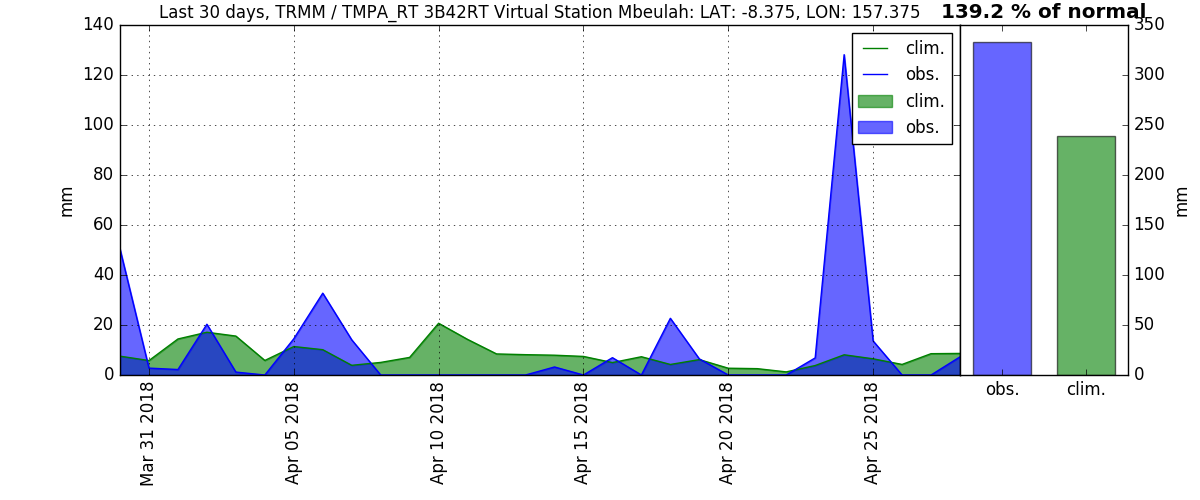 Last 30 days, TRMM / TMPA_RT 3B42RT Virtual Station Mbeulah: LAT: -8.375, LON: 157.375
139.2 % of normal
140
120
100
80
60
40
20
0
mm
clim.
obs.
clim.
obs.
350
300
250
200
150
100
50
0
mm
Mar 31 2018
Apr 05 2018
Apr 10 2018
Apr 15 2018
Apr 20 2018
Apr 25 2018
obs.
clim.